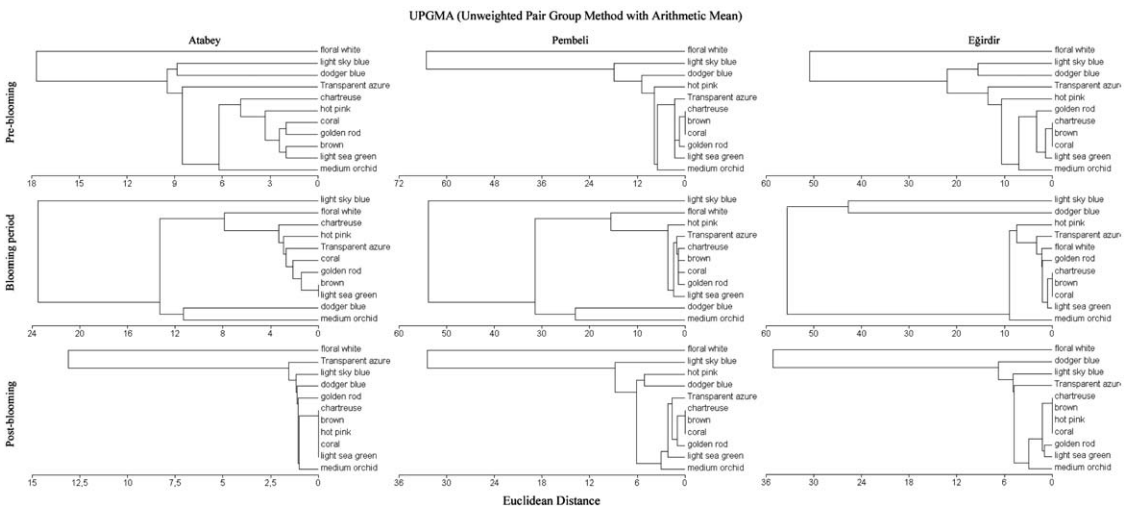 UPGMA (Unweighted Pair Group Method with Arithmetic Mean)
Atabey
Pembeli
Eğirdir
Pre-blooming
floral white
light sky blue
dodger blue
Transparent azure
chartreuse
hot pink
coral
golden rod
brown
light sea green
medium orchid
18 15 12 9 6 3 0
floral white
light sky blue
dodger blue
hot pink
Transparent azure
chartreuse
brown
coral
golden rod
light sea green
medium orchid
72 60 48 36 24 12 0
floral white
light sky blue
dodger blue
Transparent azure
hot pink
golden rod
chartreuse
brown
coral
light sea green
medium orchid
60 50 40 30 20 10 0
Blooming period
light sky blue
floral white
chartreuse
hot pink
Transparent azure
coral
golden rod
brown
light sea green
dodger blue
medium orchid
24 20 16 12 8 4 0
light sky blue
floral white
hot pink
Transparent azure
chartreuse
brown
coral
golden rod
light sea green
dodger blue
medium orchid
60 50 40 30 20 10 0
light sky blue
dodger blue
hot pink
Transparent azure
floral white
golden rod
chartreuse
brown
coral
light sea green
medium orchid
60 50 40 30 20 10 0
Post-blooming
floral white
Transparent azure
light sky blue
dodger blue
golden rod
chartreuse
brown
hot pink
coral
light sea green
medium orchid
15 12,5 10 7,5 5 2,5 0
floral white
light sky blue
hot pink
dodger blue
Transparent azure
chartreuse
brown
coral
golden rod
light sea green
medium orchid
36 30 24 18 12 6 0
floral white
dodger blue
light sky blue
Transparent azure
chartreuse
brown
hot pink
coral
golden rod
light sea green
medium orchid
36 30 24 18 12 6 0
Euclidean Distance